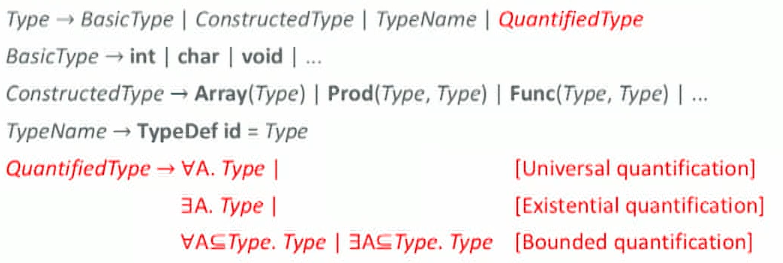 Type → BasicType | ConstructedType | TypeName | QuantifiedType
BasicType → int | char | void | ...
ConstructedType → Array(Type) | Prod(Type, Type) | Func(Type, Type) | ...
TypeName → TypeDef id = Type
QuantifiedType → ∀A. Type | [Universal quantification]
∃A. Type | [Existential quantification]
∀A⊆Type. Type | ∃A⊆Type. Type [Bounded quantification]